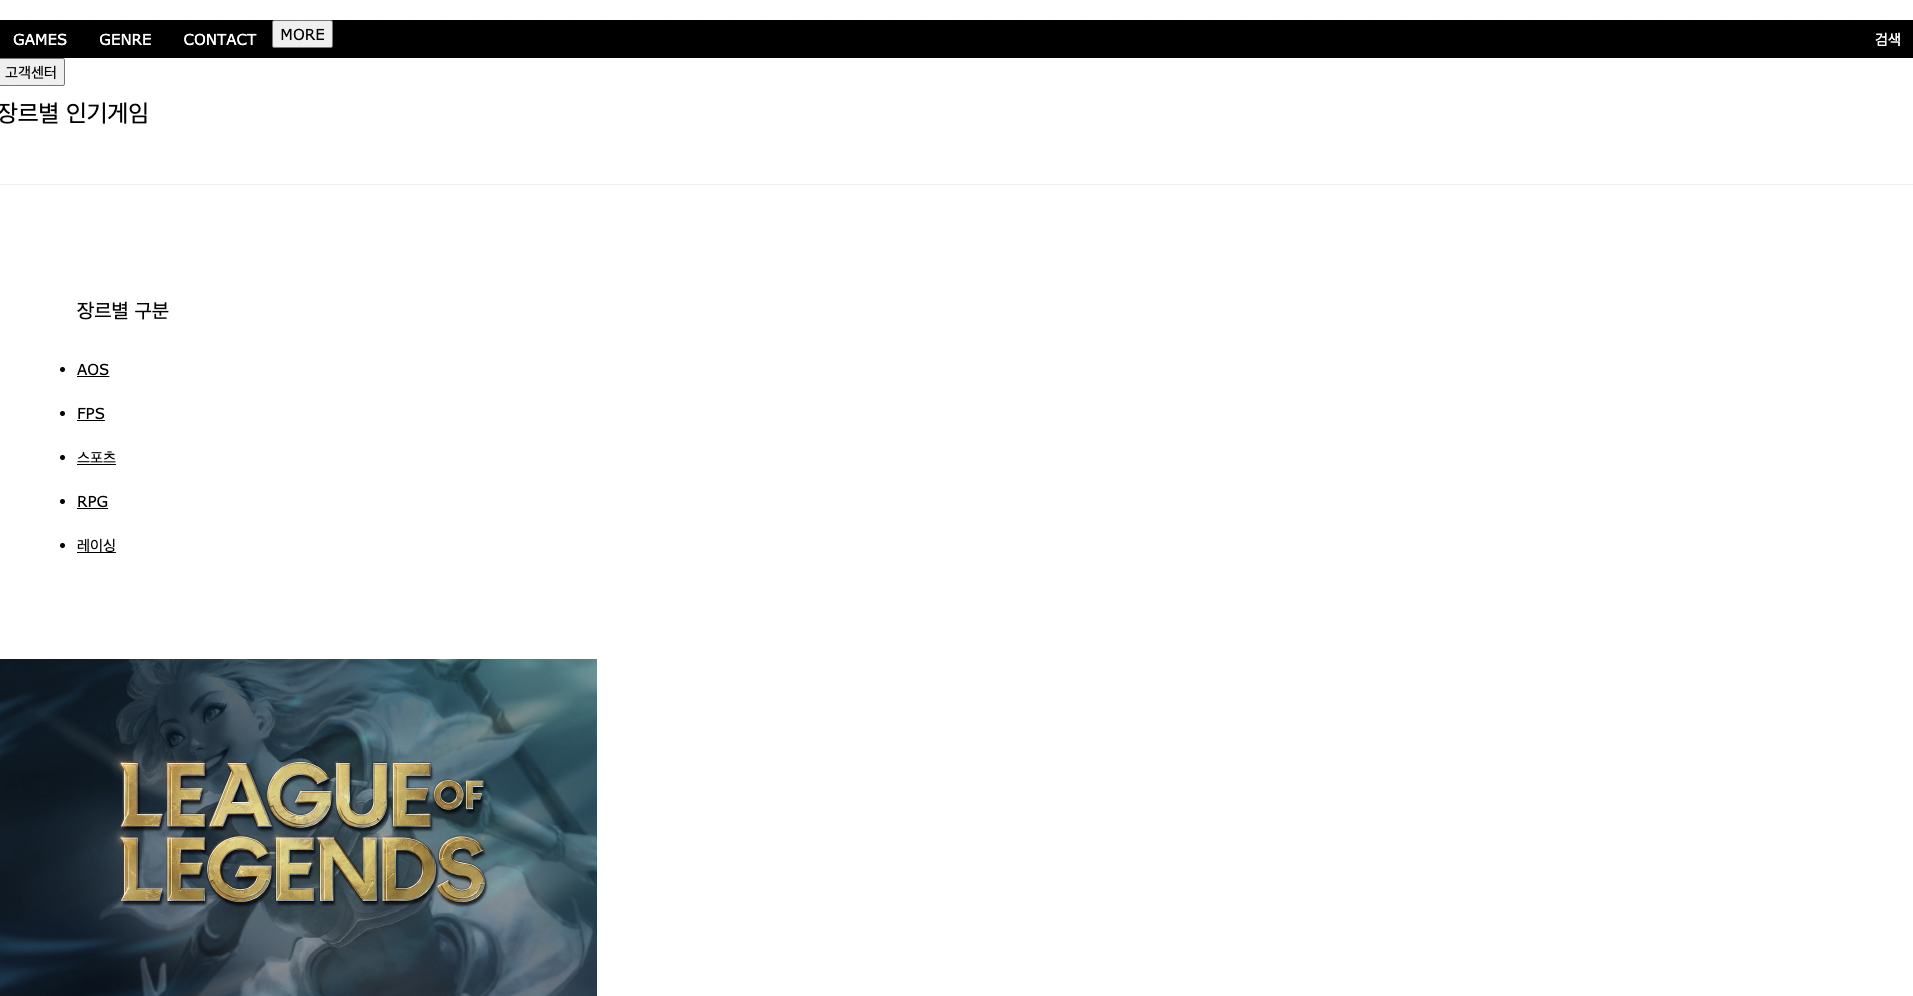 GAMES GENRE CONTACT MORE 검색
고객센터
장르별 인기게임
장르별 구분
AOS
FPS
스포츠
RPG
레이싱
LEAGUE OF
LEGENDS